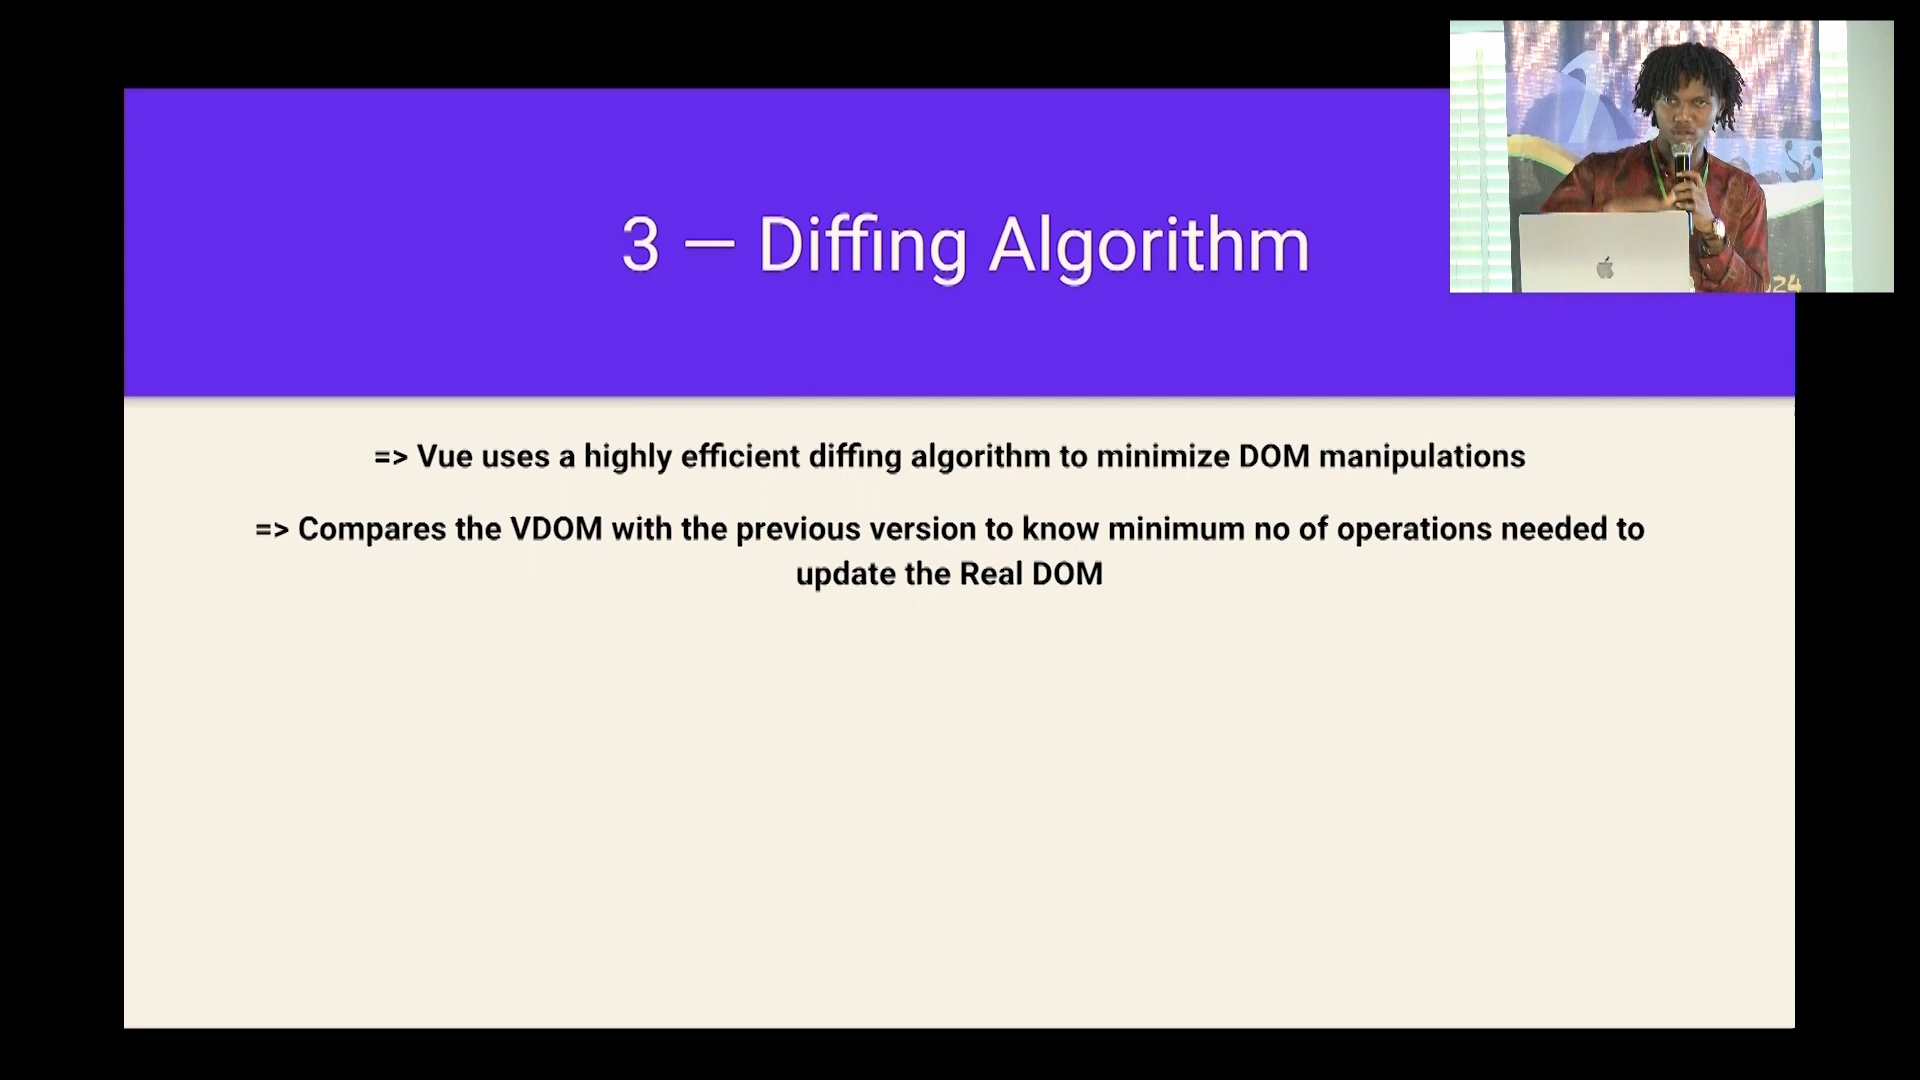 3 — Diffing Algorithm
=> Vue uses a highly efficient diffing algorithm to minimize DOM manipulations
=> Compares the VDOM with the previous version to know minimum no of operations needed to
update the Real DOM
24